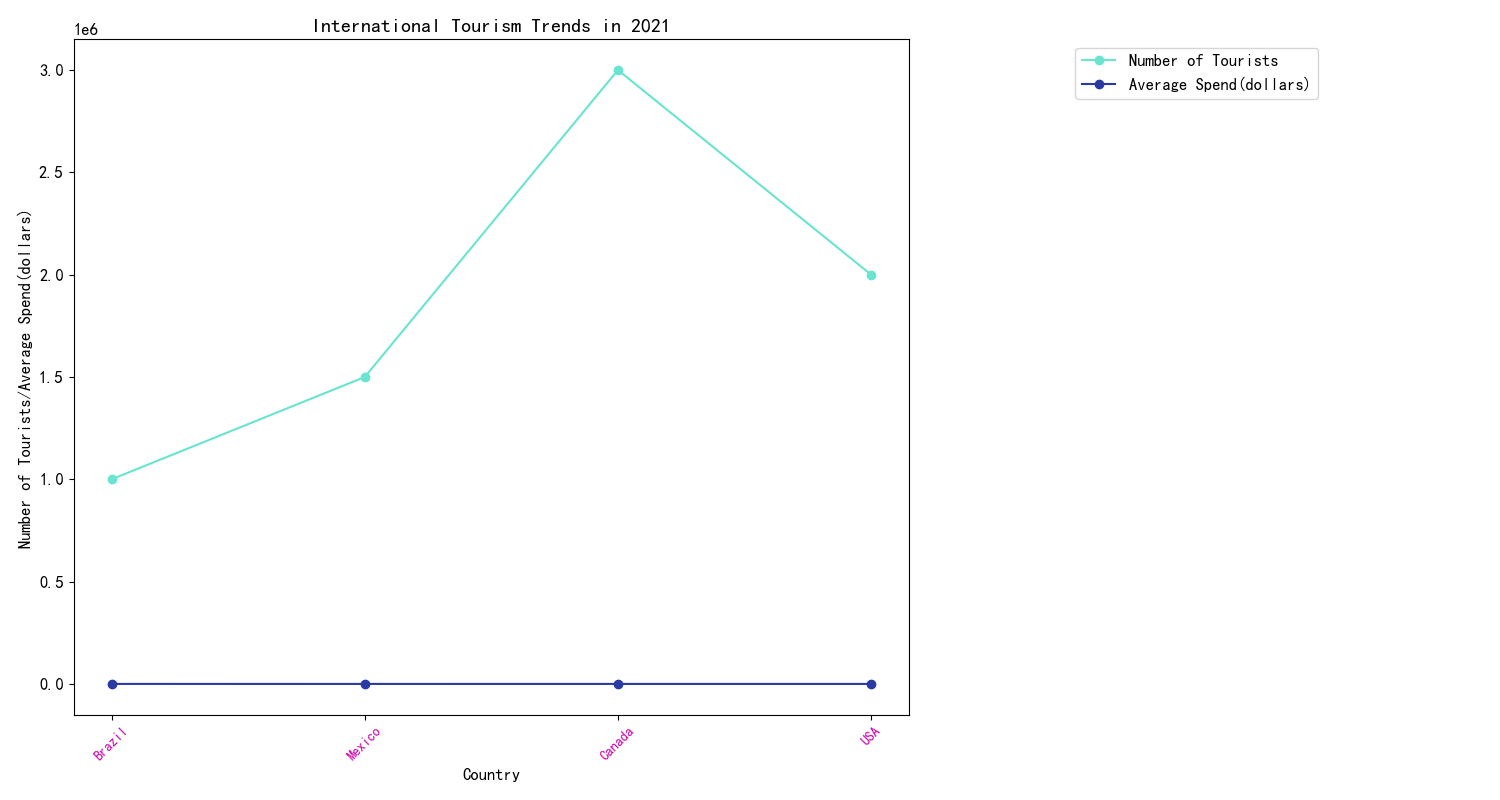 International Tourism Trends in 2021
1e6
3.0
2.5
2.0
1.5
1.0
0.5
0.0
Number of Tourists/Average Spend(dollars)
Brazil
Mexico
Canada
USA
Country
Number of Tourists
Average Spend(dollars)